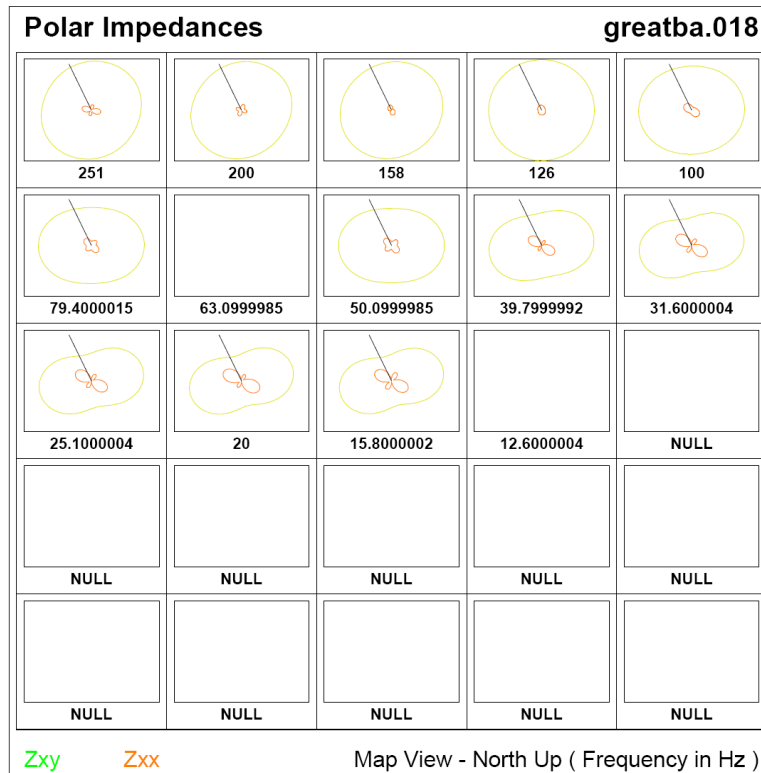 Polar Impedances greatba.018
251 200 158 126 100
79.4000015 63.0999985 50.0999985 39.7999992 31.6000004
25.1000004 20 15.8000002 12.6000004 NULL
NULL NULL NULL NULL NULL
NULL NULL NULL NULL NULL
Zxy Zxx Map View - North Up ( Frequency in Hz )